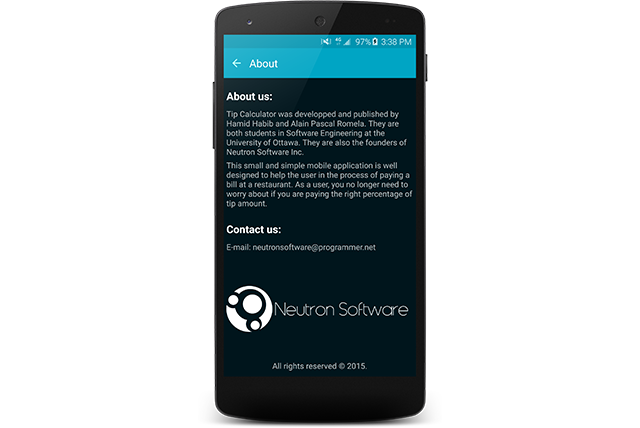 4G 97% 3:38 PM
About
About us:
Tip Calculator was developped and published by
Hamid Habib and Alain Pascal Romela. They are
both students in Software Engineering at the
University of Ottawa. They are also the founders of
Neutron Software Inc.
This small and simple mobile application is well
designed to help the user in the process of paying a
bill at a restaurant. As a user, you no longer need to
worry about if you are paying the right percentage of
tip amount.
Contact us:
E-mail: neutronsoftware@programmer.net
Neutron Software
All rights reserved © 2015.